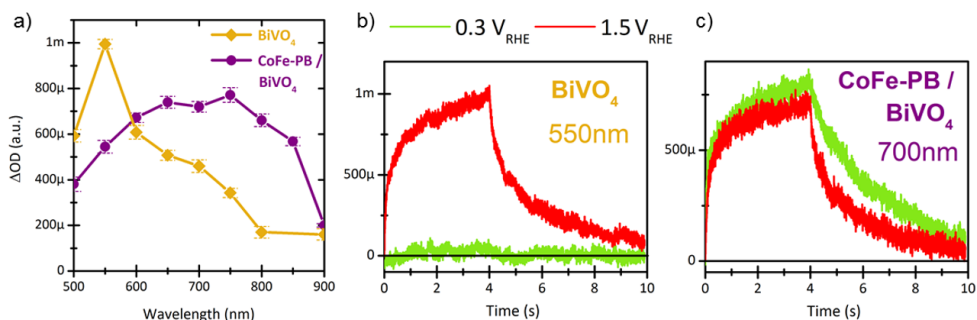 a)
ΔOD (a.u.)
1m
800µ
600µ
400µ
200µ
0
500 600 700 800 900
Wavelength (nm)
BiVO₄
CoFe-PB /
BiVO₄
b)
0.3 V_RHE
1.5 V_RHE
1m
500µ
0
0 2 4 6 8 10
Time (s)
BiVO₄
550nm
c)
500µ
0
0 2 4 6 8 10
Time (s)
CoFe-PB /
BiVO₄
700nm